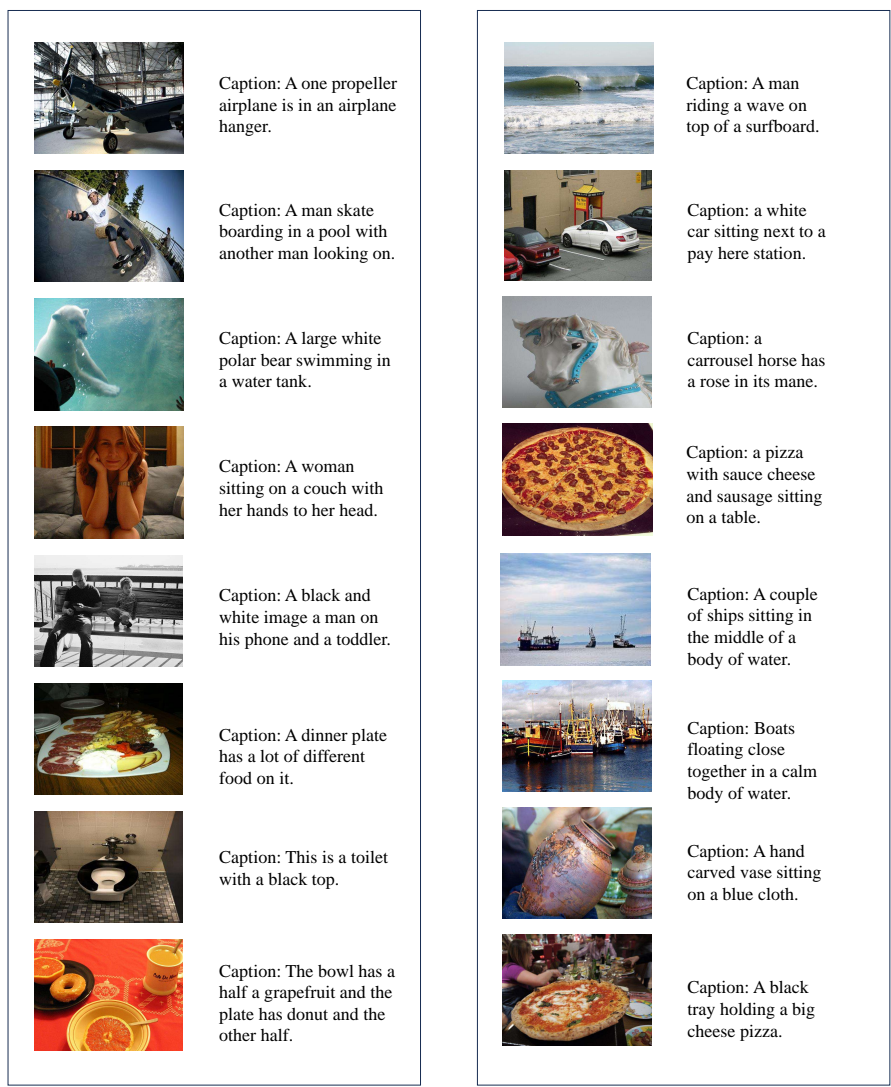 Caption: A one propeller
airplane is in an airplane
hanger.
Caption: A man skate
boarding in a pool with
another man looking on.
Caption: A large white
polar bear swimming in
a water tank.
Caption: A woman
sitting on a couch with
her hands to her head.
Caption: A black and
white image a man on
his phone and a toddler.
Caption: A dinner plate
has a lot of different
food on it.
Caption: This is a toilet
with a black top.
Caption: The bowl has a
half a grapefruit and the
plate has donut and the
other half.
Caption: A man
riding a wave on
top of a surfboard.
Caption: a white
car sitting next to a
pay here station.
Caption: a
carrousel horse has
a rose in its mane.
Caption: a pizza
with sauce cheese
and sausage sitting
on a table.
Caption: A couple
of ships sitting in
the middle of a
body of water.
Caption: Boats
floating close
together in a calm
body of water.
Caption: A hand
carved vase sitting
on a blue cloth.
Caption: A black
tray holding a big
cheese pizza.